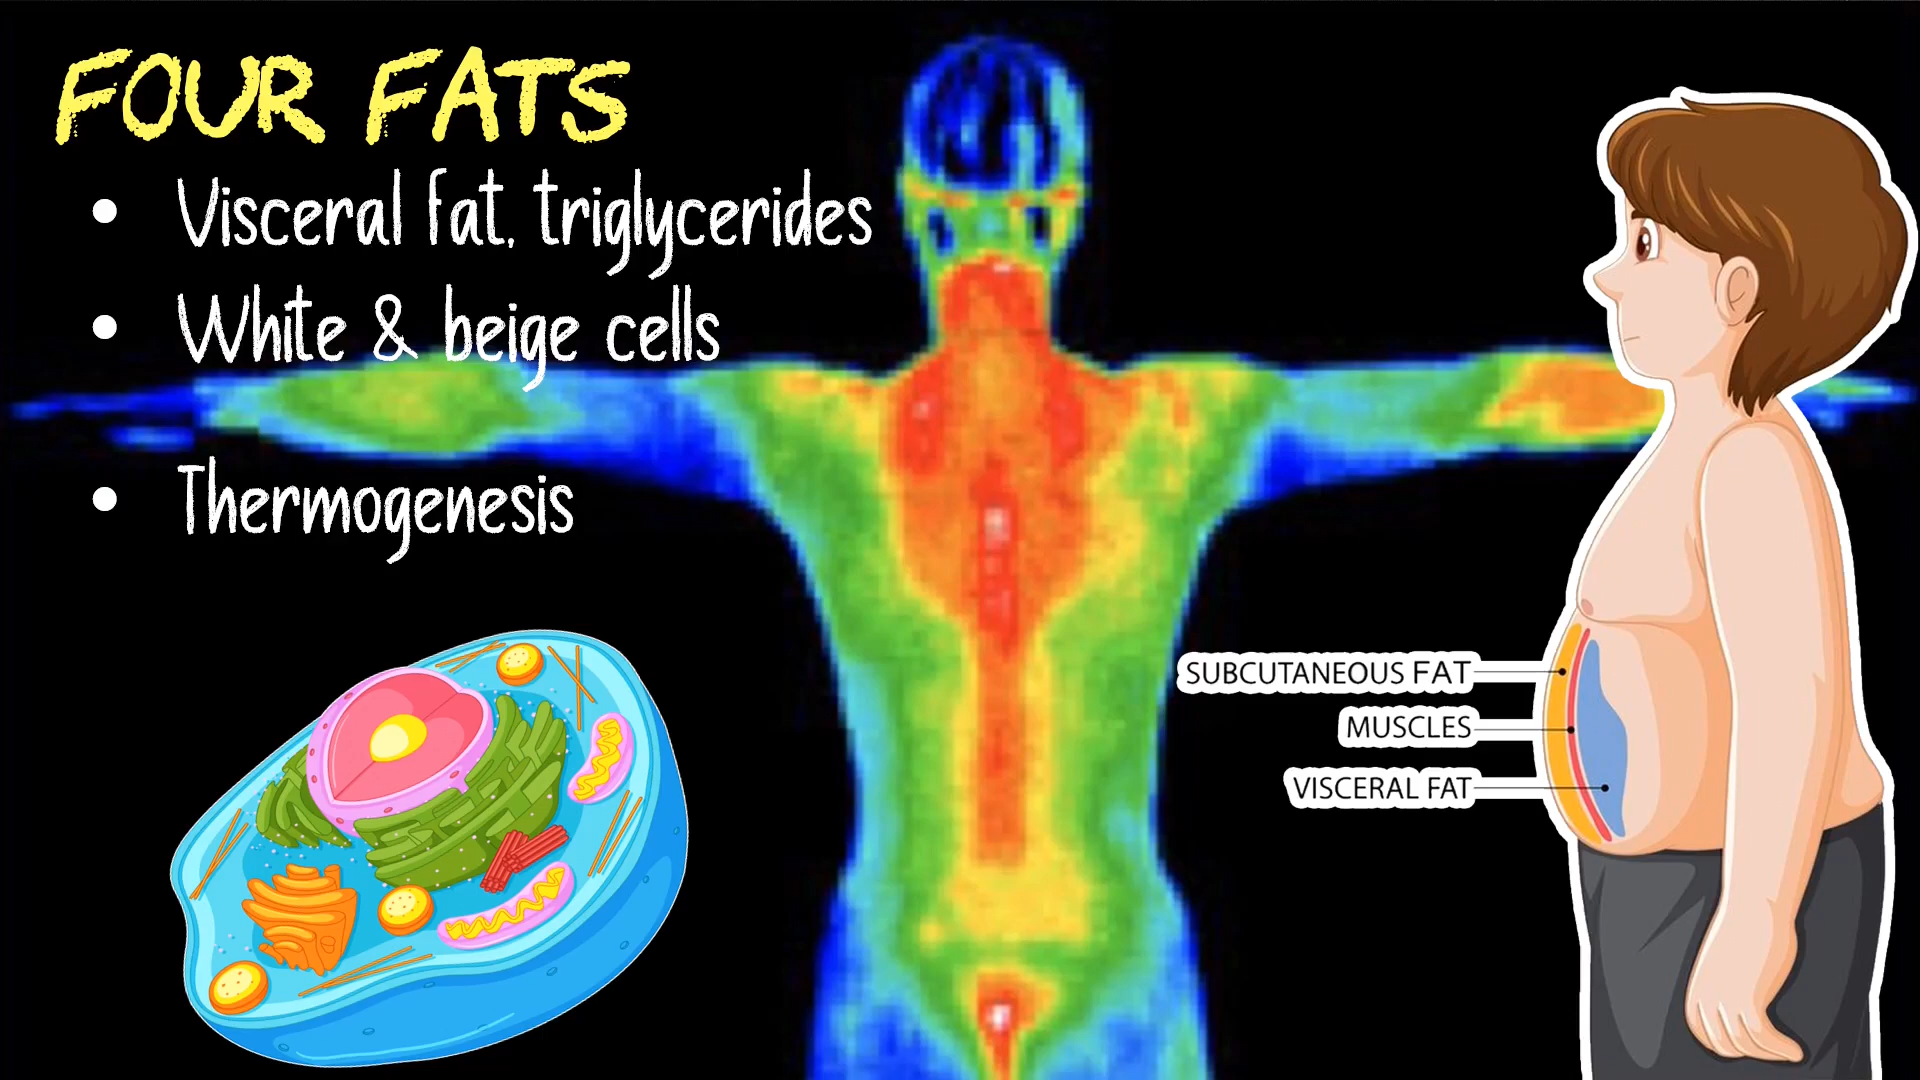 FOUR FATS
• Visceral fat, triglycerides
• White & beige cells
• Thermogenesis
SUBCUTANEOUS FAT
MUSCLES
VISCERAL FAT